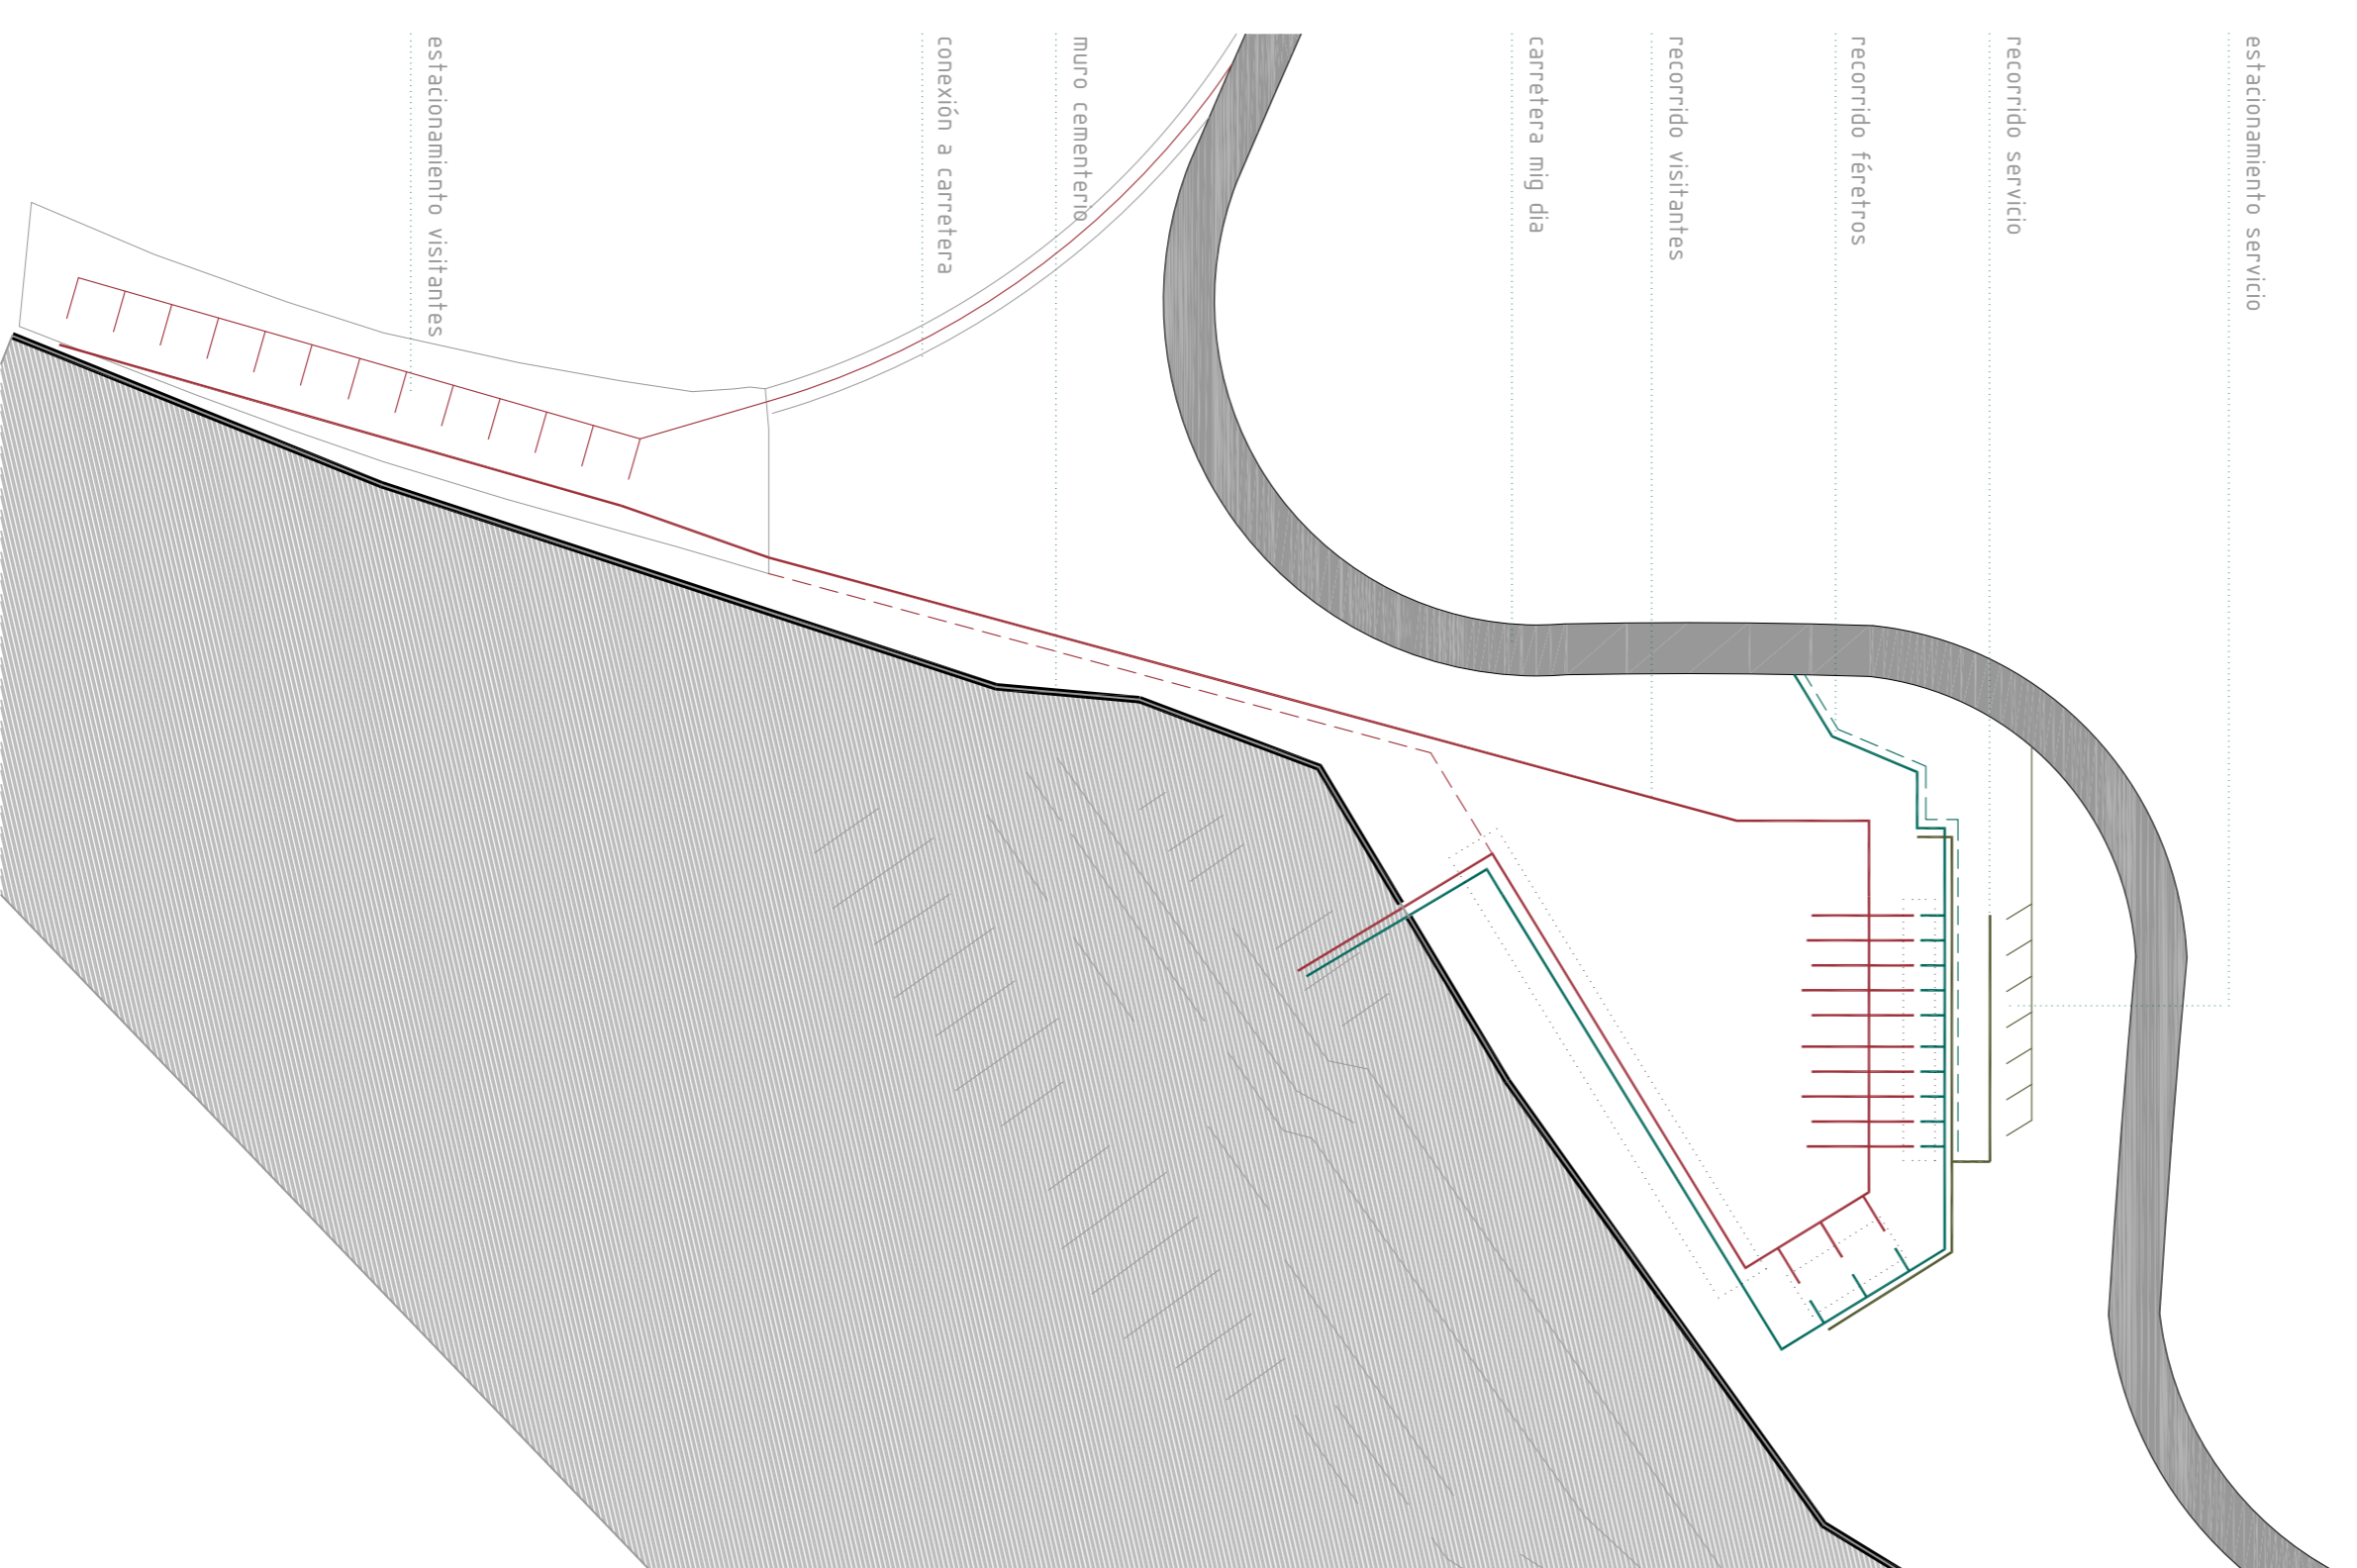 estacionamiento visitantes
conexión a carretera
muro cementerio
carretera mig dia
recorrido visitantes
recorrido féretros
recorrido servicio
estacionamiento servicio